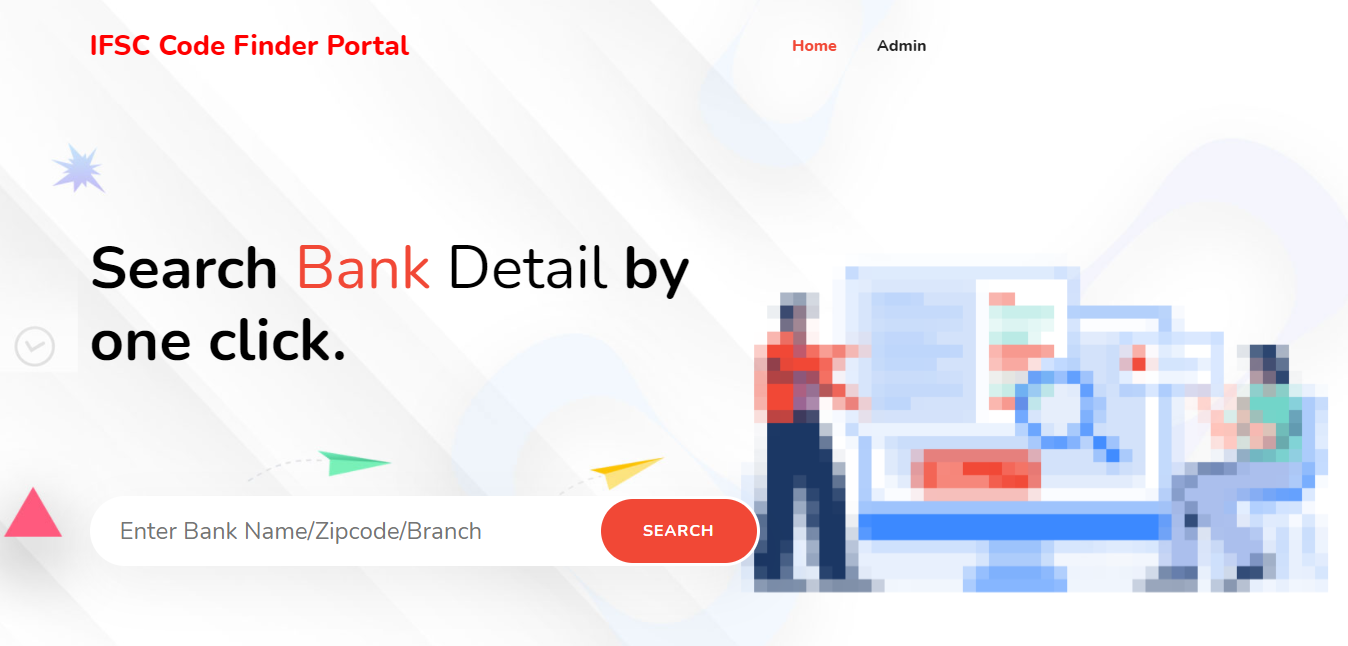 IFSC Code Finder Portal
Home
Admin
Search Bank Detail by
one click.
Enter Bank Name/Zipcode/Branch
SEARCH